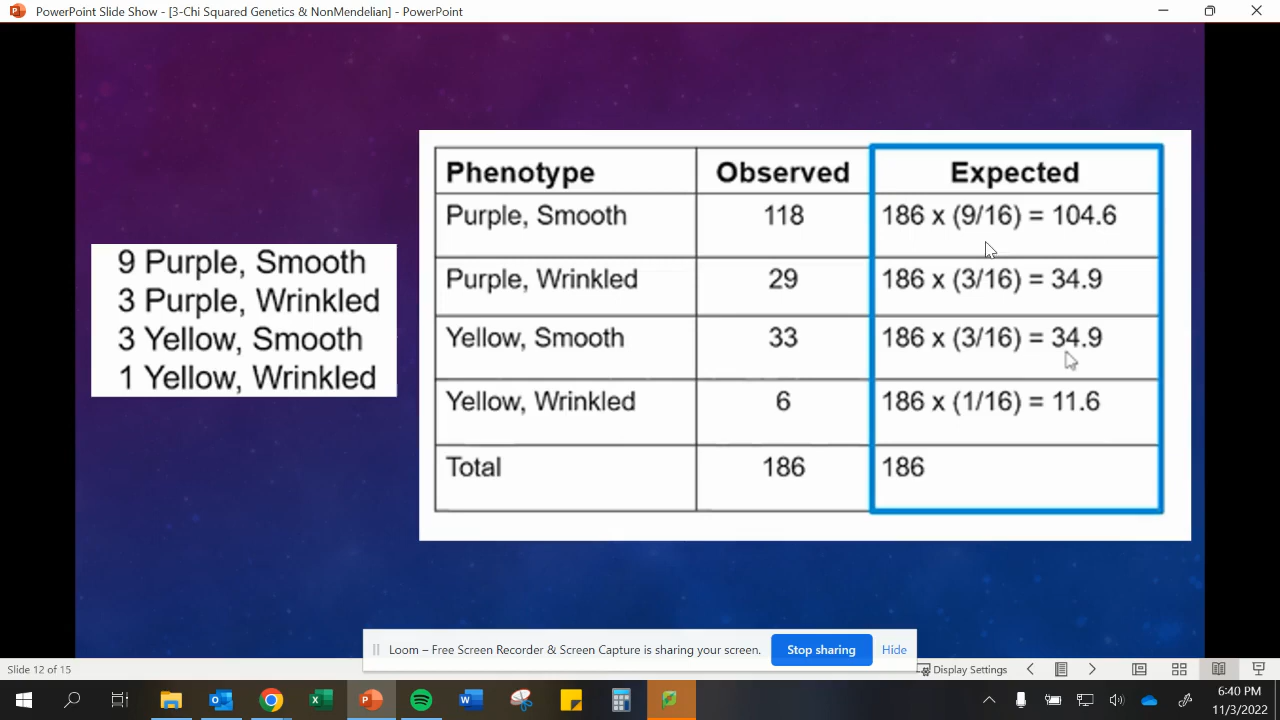 PowerPoint Slide Show - [3-Chi Squared Genetics & NonMendelian] - PowerPoint
9 Purple, Smooth
3 Purple, Wrinkled
3 Yellow, Smooth
1 Yellow, Wrinkled
Phenotype Observed Expected
Purple, Smooth 118 186 x (9/16) = 104.6
Purple, Wrinkled 29 186 x (3/16) = 34.9
Yellow, Smooth 33 186 x (3/16) = 34.9
Yellow, Wrinkled 6 186 x (1/16) = 11.6
Total 186 186
Loom – Free Screen Recorder & Screen Capture is sharing your screen. Stop sharing Hide
Slide 12 of 15 Display Settings
6:40 PM
11/3/2022